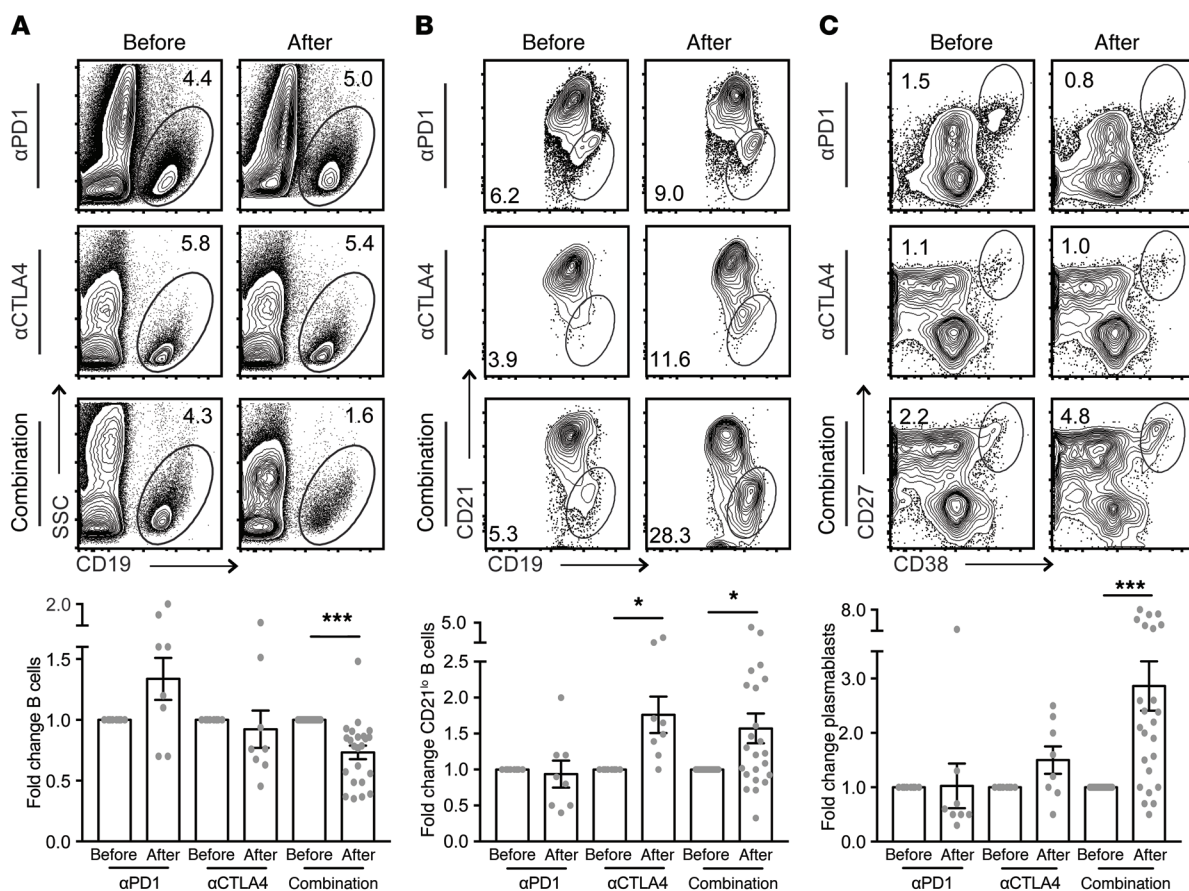 A
B
C
Before After
Before After
Before After
αPD1 4.4 5.0
αPD1 6.2 9.0
αPD1 1.5 0.8
αCTLA4 5.8 5.4
αCTLA4 3.9 11.6
αCTLA4 1.1 1.0
Combination 4.3 1.6
Combination 5.3 28.3
Combination 2.2 4.8
SSC
CD19
CD21
CD19
CD27
CD38
Fold change B cells
2.0
1.5
1.0
0.5
0.0
***
Before After Before After Before After
αPD1 αCTLA4 Combination
Fold change CD21lo B cells
5.0
2.5
2.0
1.5
1.0
0.5
0.0
* *
Before After Before After Before After
αPD1 αCTLA4 Combination
Fold change plasmablasts
8.0
3.0
2.0
1.0
0.0
***
Before After Before After Before After
αPD1 αCTLA4 Combination